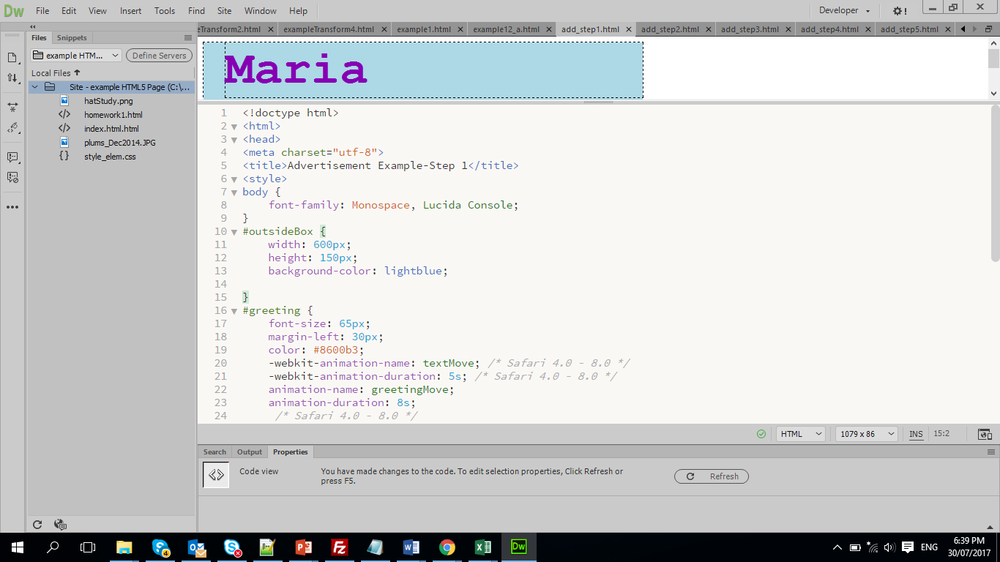 Dw File Edit View Insert Tools Find Site Window Help Developer
Files Snippets
example HTM... Define Servers
Local Files
Site - example HTML5 Page (C:\...
hatStudy.png
homework1.html
index.html.html
plums_Dec2014.JPG
style_elem.css
eTransform2.html exampleTransform4.html example1.html example12_a.html add_step1.html add_step2.html add_step3.html add_step4.html add_step5.html
Maria
1 <!doctype html>
2 <html>
3 <head>
4 <meta charset="utf-8">
5 <title>Advertisement Example-Step 1</title>
6 <style>
7 body {
8 font-family: Monospace, Lucida Console;
9 }
10 #outsideBox {
11 width: 600px;
12 height: 150px;
13 background-color: lightblue;
14
15 }
16 #greeting {
17 font-size: 65px;
18 margin-left: 30px;
19 color: #8600b3;
20 -webkit-animation-name: textMove; /* Safari 4.0 - 8.0 */
21 -webkit-animation-duration: 5s; /* Safari 4.0 - 8.0 */
22 animation-name: greetingMove;
23 animation-duration: 8s;
24 /* Safari 4.0 - 8.0 */
HTML 1079 x 86 INS 15:2
Search Output Properties
Code view
You have made changes to the code. To edit selection properties, Click Refresh or
press F5.
Refresh
4
Dw
ENG
6:39 PM
30/07/2017